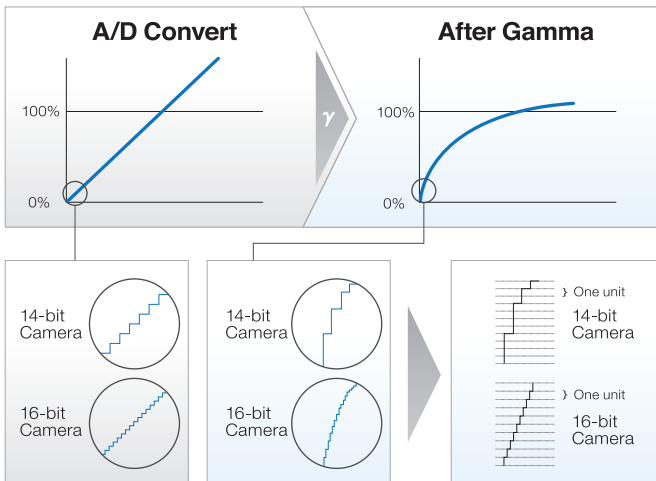 A/D Convert
After Gamma
100%
0%
γ
100%
0%
14-bit
Camera
16-bit
Camera
14-bit
Camera
16-bit
Camera
} One unit
14-bit
Camera
} One unit
16-bit
Camera